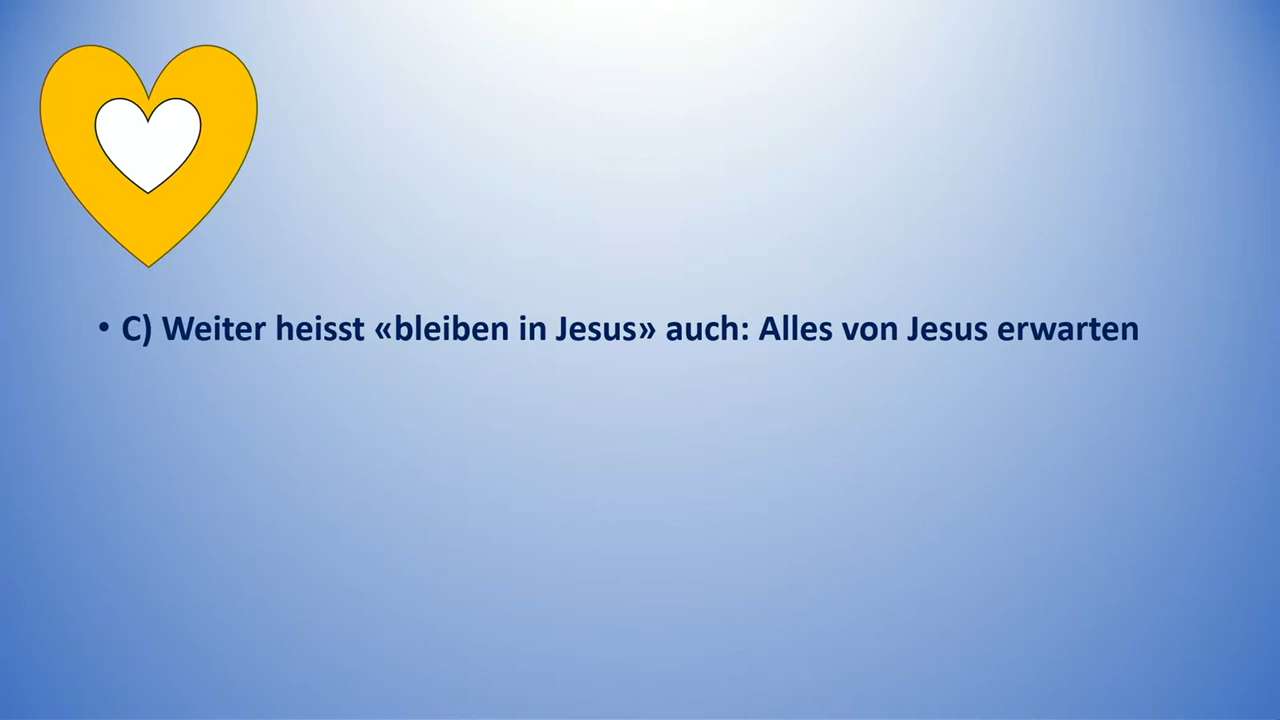 • C) Weiter heisst «bleiben in Jesus» auch: Alles von Jesus erwarten